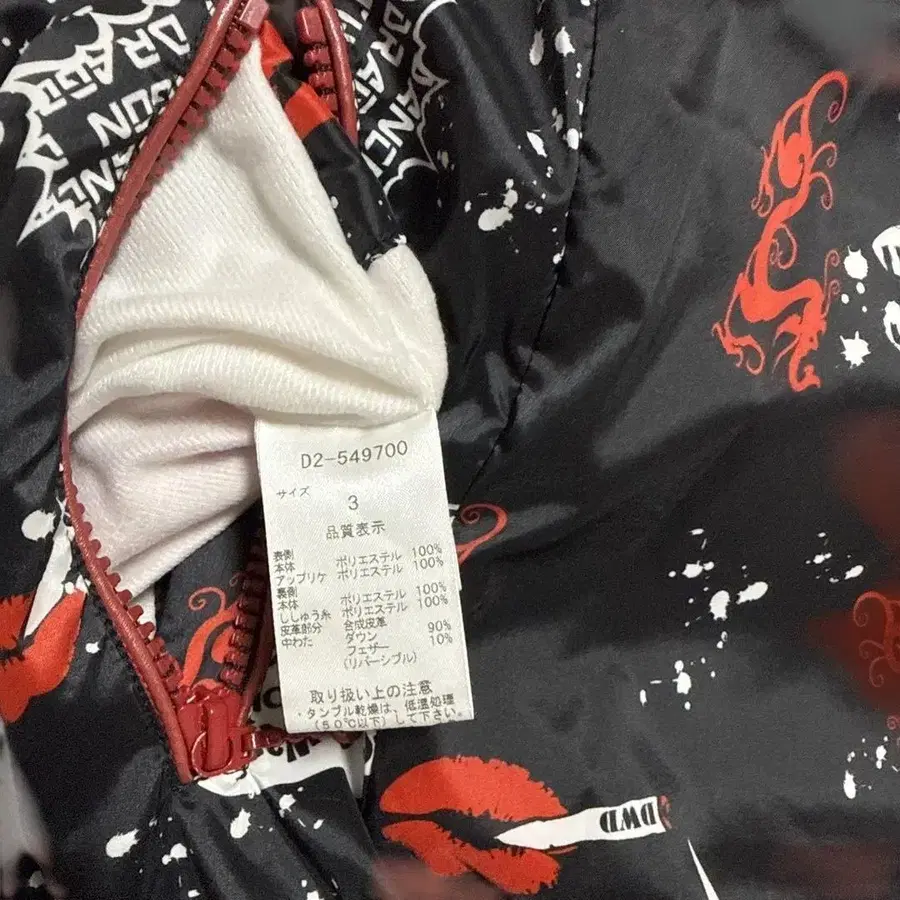 DRAGON
DRAGON
D2-549700
サイズ
3
品質表示
表側
本体 ポリエステル 100%
アップリケ ポリエステル 100%
裏側
本体 ポリエステル 100%
ししゅう糸 ポリエステル 100%
皮革部分 合成皮革
中わた ダウン 90%
フェザー 10%
(リバーシブル)
取り扱い上の注意
・タンブル乾燥は、低温処理
(50℃以下)して下さい。
DWD